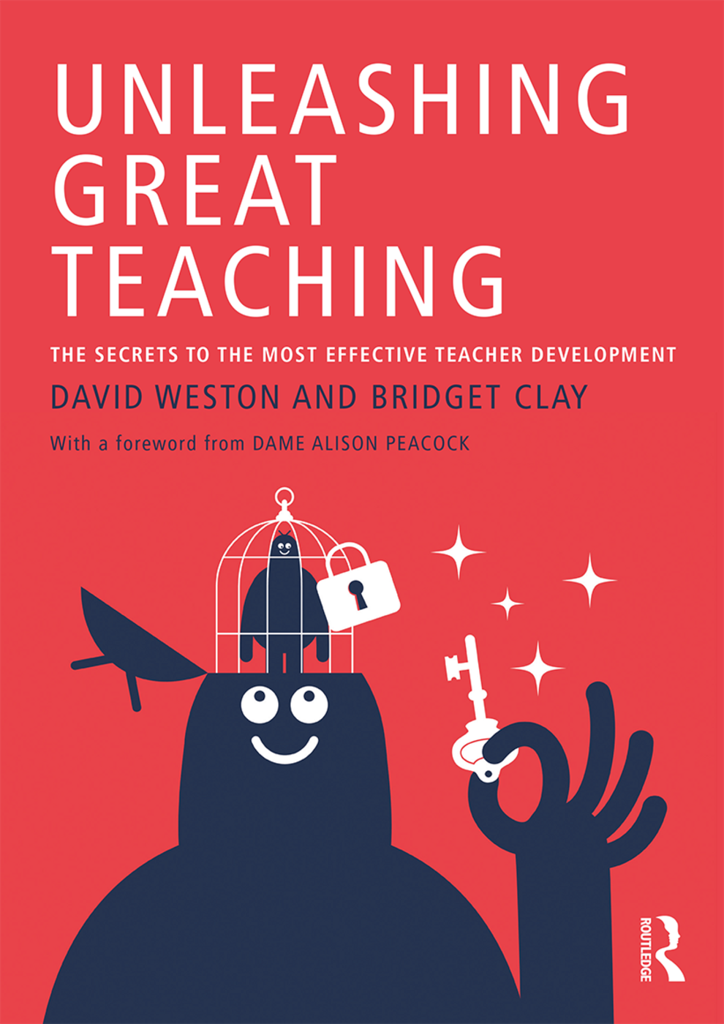 UNLEASHING
GREAT
TEACHING
THE SECRETS TO THE MOST EFFECTIVE TEACHER DEVELOPMENT
DAVID WESTON AND BRIDGET CLAY
With a foreword from DAME ALISON PEACOCK
ROUTLEDGE